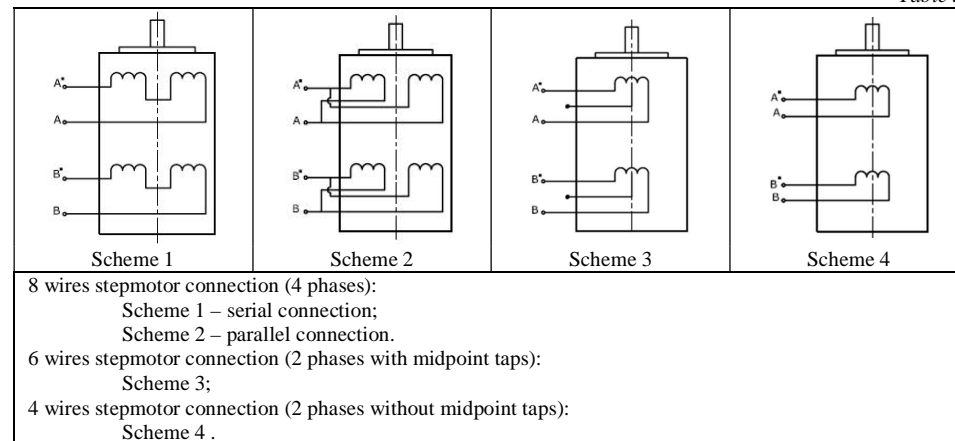 A*
A
B*
B
Scheme 1
A*
A
B*
B
Scheme 2
A*
A
B*
B
Scheme 3
A*
A
B*
B
Scheme 4
8 wires stepmotor connection (4 phases):
Scheme 1 – serial connection;
Scheme 2 – parallel connection.
6 wires stepmotor connection (2 phases with midpoint taps):
Scheme 3;
4 wires stepmotor connection (2 phases without midpoint taps):
Scheme 4 .